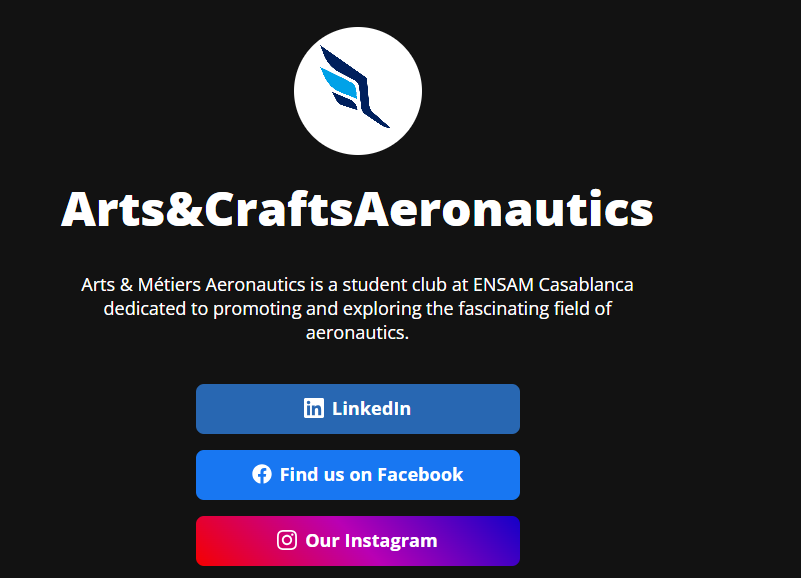 Arts&CraftsAeronautics
Arts & Métiers Aeronautics is a student club at ENSAM Casablanca
dedicated to promoting and exploring the fascinating field of
aeronautics.
LinkedIn
Find us on Facebook
Our Instagram